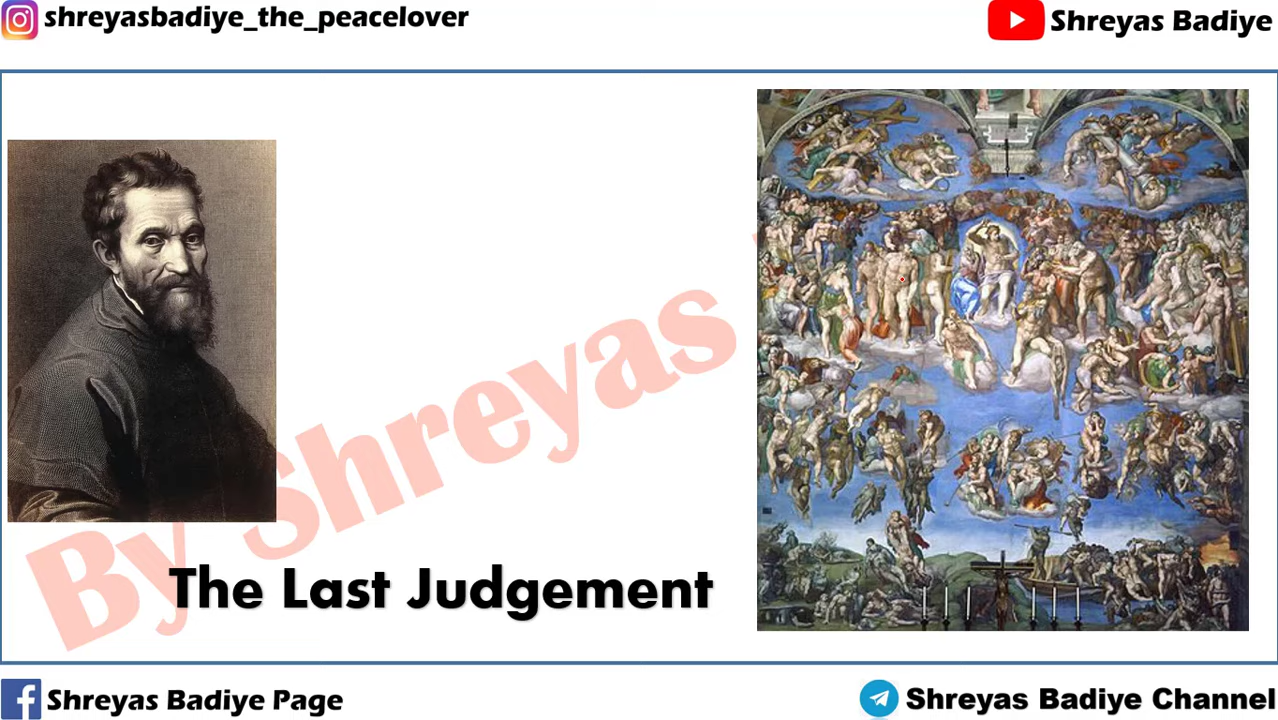 shreyasbadiye_the_peacelover
Shreyas Badiye
By Shreyas
The Last Judgement
Shreyas Badiye Page
Shreyas Badiye Channel